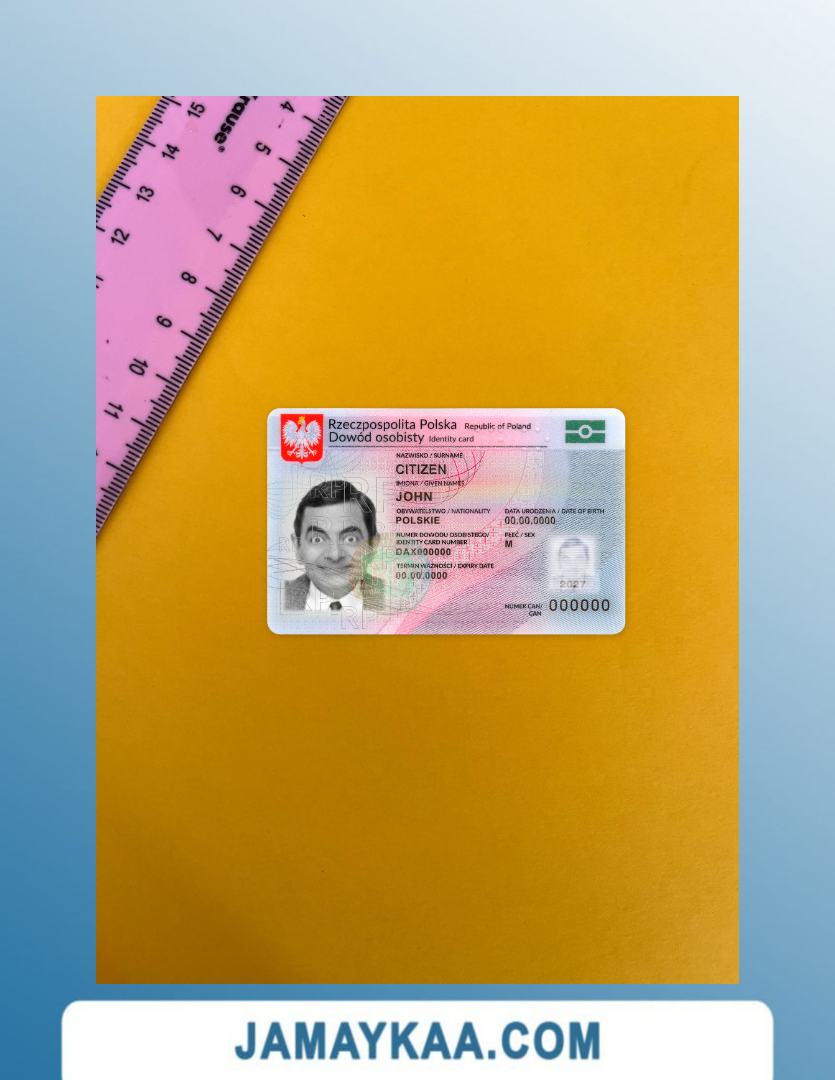 rause®
15
14
13
12
11
4
5
6
7
8
9
10
11
Rzeczpospolita Polska Republic of Poland
Dowód osobisty Identity card
NAZWISKO / SURNAME
CITIZEN
IMIONA / GIVEN NAMES
JOHN
OBYWATELSTWO / NATIONALITY DATA URODZENIA / DATE OF BIRTH
POLSKIE 00.00.0000
NUMER DOWODU OSOBISTEGO/ PŁEĆ / SEX
IDENTITY CARD NUMBER M
DAX000000
TERMIN WAŻNOŚCI / EXPIRY DATE
00.00.0000
2027
NUMER CAN/ 000000
CAN
JAMAYKAA.COM